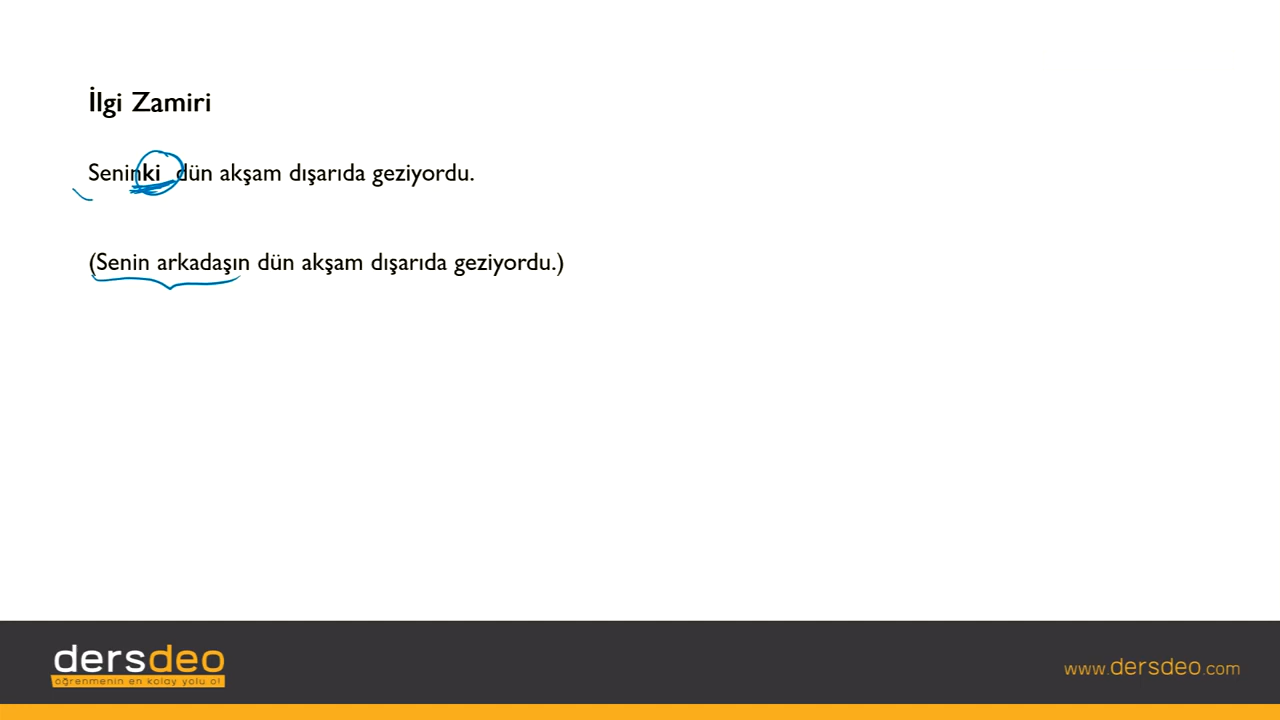 İlgi Zamiri
Seninki dün akşam dışarıda geziyordu.
(Senin arkadaşın dün akşam dışarıda geziyordu.)
dersdeo
öğrenmenin en kolay yolu o!
www.dersdeo.com